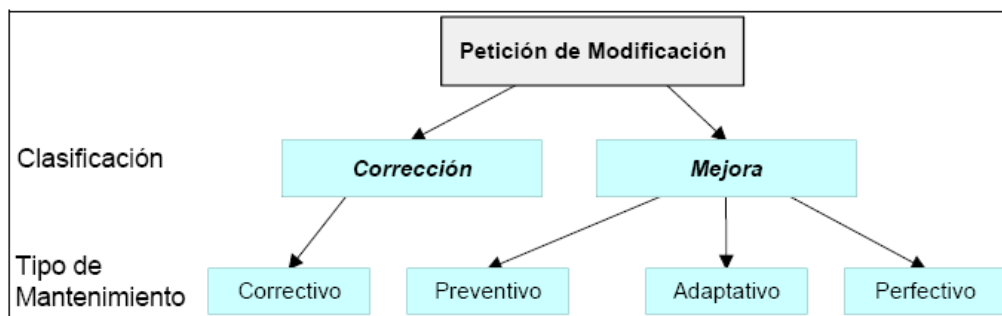 Petición de Modificación
Clasificación
Corrección
Mejora
Tipo de
Mantenimiento
Correctivo
Preventivo
Adaptativo
Perfectivo